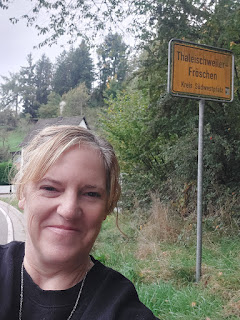 Thaleischweiler-
Fröschen
Kreis Südwestpfalz